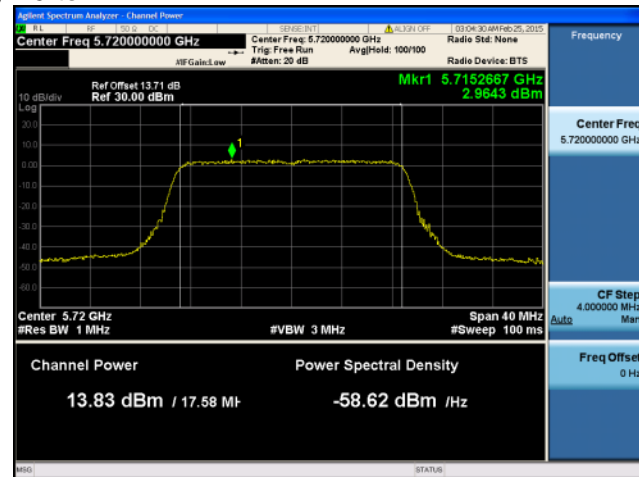 Agilent Spectrum Analyzer - Channel Power
RL RF 50 Ω DC SENSE:INT ALIGN OFF 03:04:30 AM Feb 25, 2015
Center Freq 5.720000000 GHz
Center Freq: 5.720000000 GHz
Radio Std: None
Trig: Free Run Avg|Hold: 100/100
#IFGain:Low #Atten: 20 dB Radio Device: BTS
Frequency
Ref Offset 13.71 dB
10 dB/div Ref 30.00 dBm
Log
Mkr1 5.7152667 GHz
2.9643 dBm
20.0
10.0
0.00
-10.0
-20.0
-30.0
-40.0
-50.0
-60.0
1
Center Freq
5.720000000 GHz
Center 5.72 GHz Span 40 MHz
#Res BW 1 MHz #VBW 3 MHz #Sweep 100 ms
CF Step
4.000000 MHz
Auto Man
Channel Power Power Spectral Density
13.83 dBm / 17.58 MH -58.62 dBm /Hz
Freq Offset
0 Hz
MSG STATUS